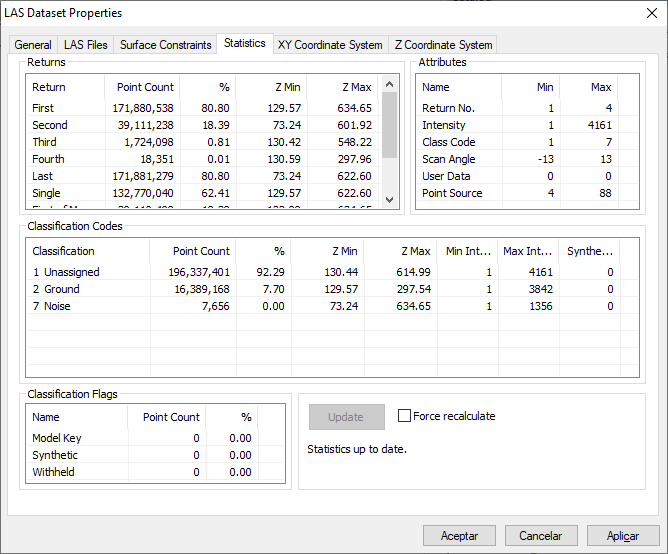 LAS Dataset Properties
General LAS Files Surface Constraints Statistics XY Coordinate System Z Coordinate System
Returns
Return Point Count % Z Min Z Max
First 171,880,538 80.80 129.57 634.65
Second 39,111,238 18.39 73.24 601.92
Third 1,724,098 0.81 130.42 548.22
Fourth 18,351 0.01 130.59 297.96
Last 171,881,279 80.80 73.24 622.60
Single 132,770,040 62.41 129.57 622.60
Attributes
Name Min Max
Return No. 1 4
Intensity 1 4161
Class Code 1 7
Scan Angle -13 13
User Data 0 0
Point Source 4 88
Classification Codes
Classification Point Count % Z Min Z Max Min Int... Max Int... Synthe...
1 Unassigned 196,337,401 92.29 130.44 614.99 1 4161 0
2 Ground 16,389,168 7.70 129.57 297.54 1 3842 0
7 Noise 7,656 0.00 73.24 634.65 1 1356 0
Classification Flags
Name Point Count %
Model Key 0 0.00
Synthetic 0 0.00
Withheld 0 0.00
Update Force recalculate
Statistics up to date.
Aceptar Cancelar Aplicar